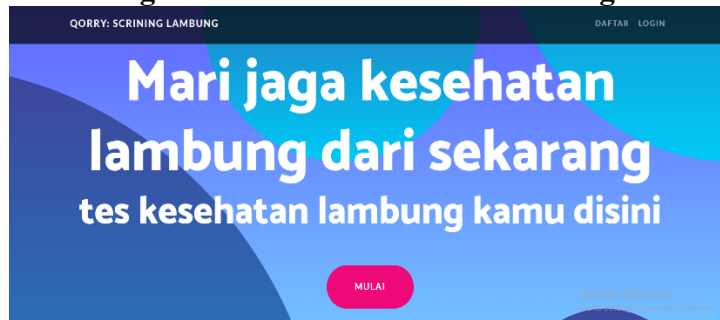 QORRY: SCRINING LAMBUNG
DAFTAR LOGIN
Mari jaga kesehatan
lambung dari sekarang
tes kesehatan lambung kamu disini
MULAI